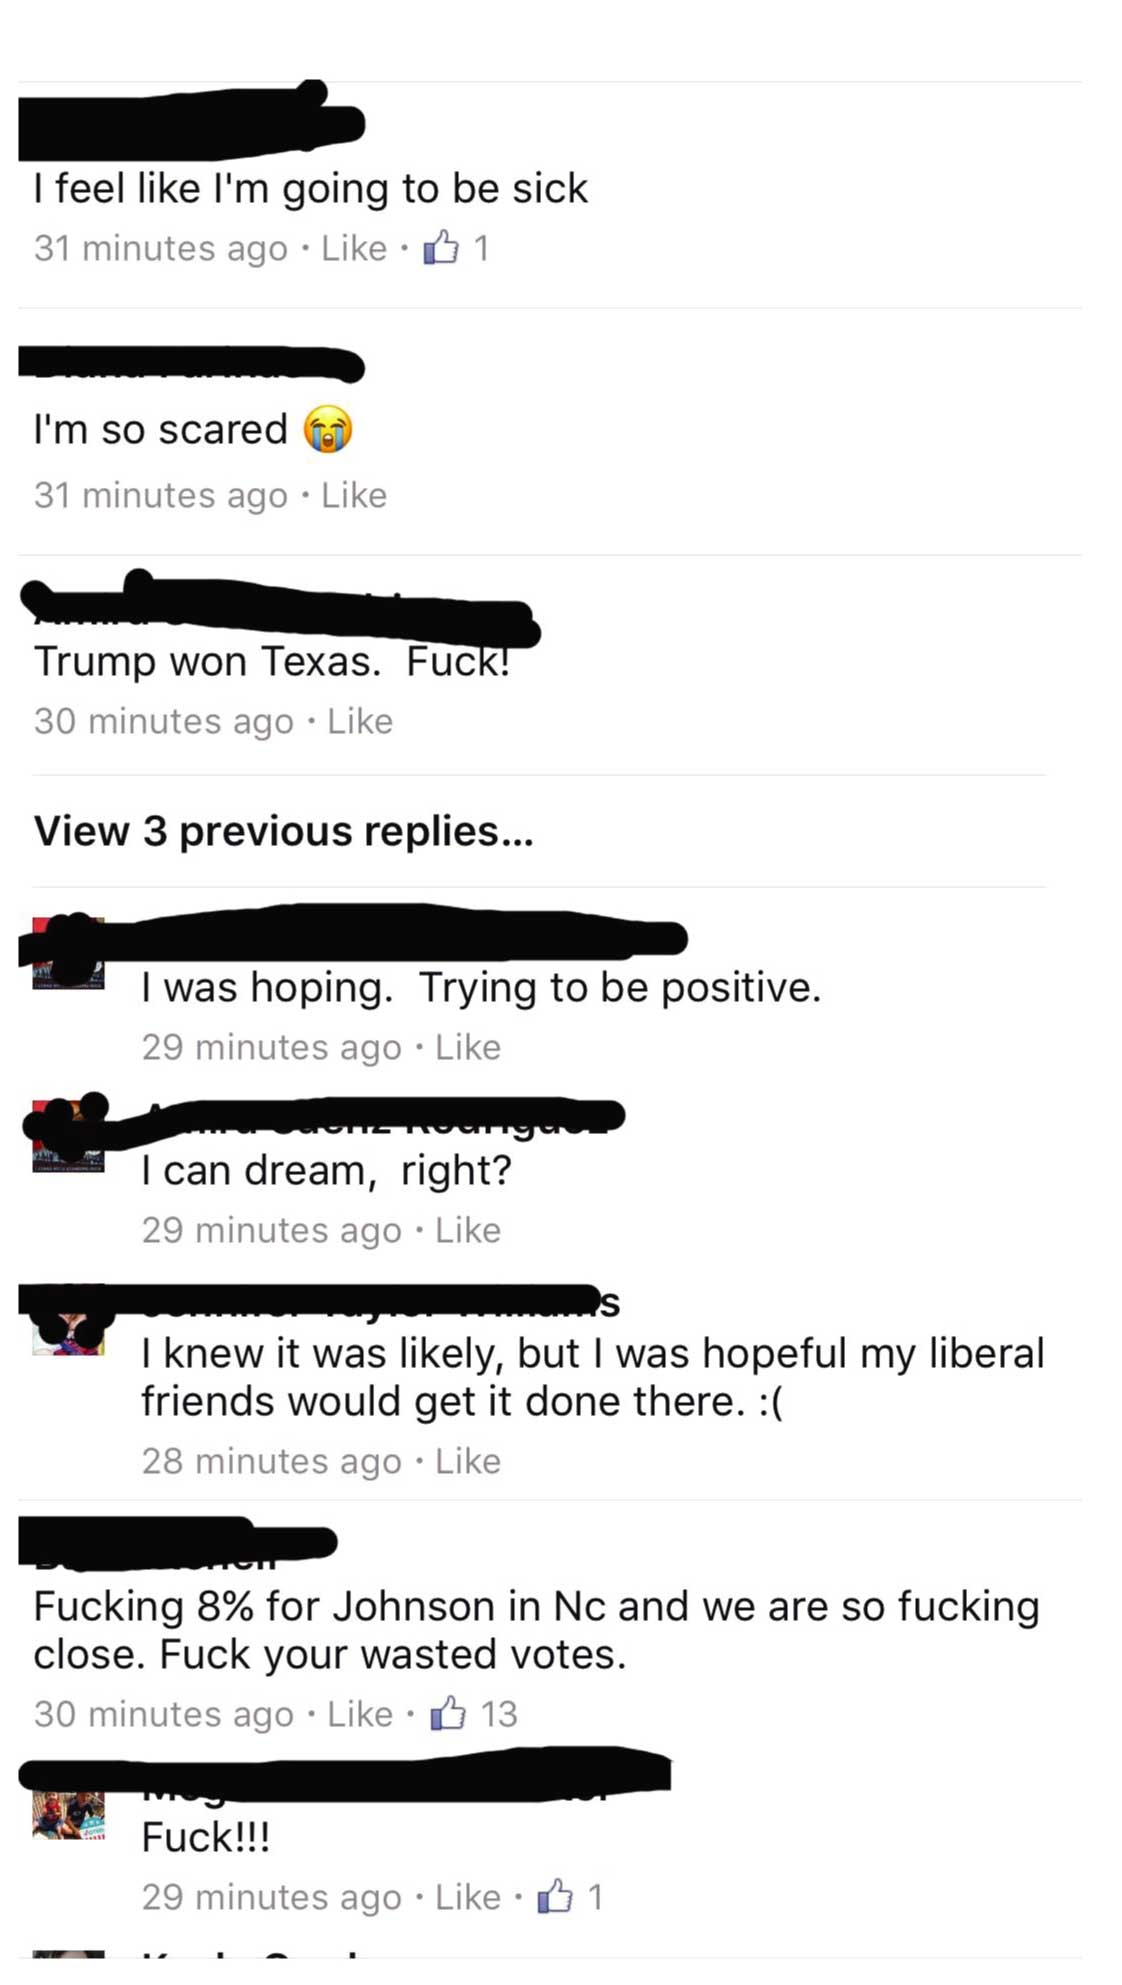 I feel like I'm going to be sick
31 minutes ago · Like · 1
I'm so scared 😭
31 minutes ago · Like
Trump won Texas.  Fuck!
30 minutes ago · Like
View 3 previous replies...
I was hoping.  Trying to be positive.
29 minutes ago · Like
I can dream,  right?
29 minutes ago · Like
I knew it was likely, but I was hopeful my liberal
friends would get it done there. :(
28 minutes ago · Like
Fucking 8% for Johnson in Nc and we are so fucking
close. Fuck your wasted votes.
30 minutes ago · Like · 13
Fuck!!!
29 minutes ago · Like · 1